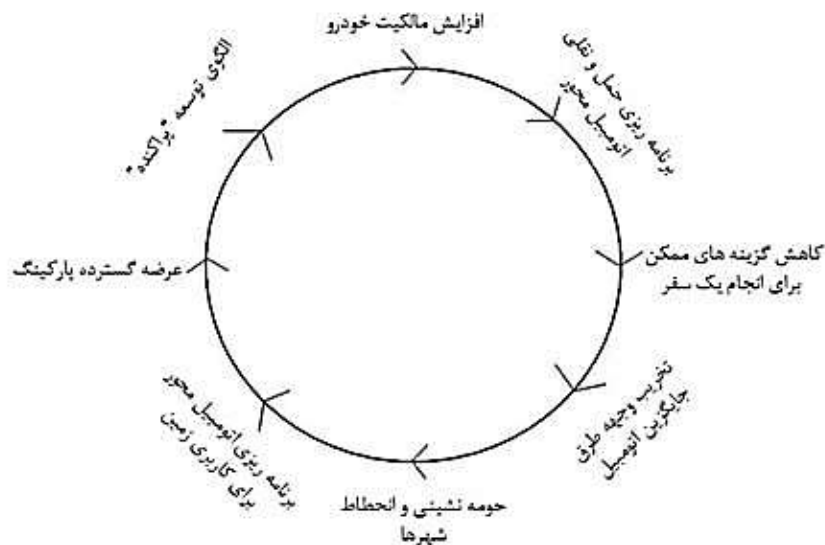 افزایش مالکیت خودرو
برنامه ریزی حمل و نقلی
اتومبیل محور
کاهش گزینه های ممکن
برای انجام یک سفر
تخریب وجهه طرق
جایگزین اتومبیل
حومه نشینی و انحطاط
شهرها
برنامه ریزی اتومبیل محور
برای کاربری زمین
عرضه گسترده پارکینگ
الگوی توسعه "پراکنده"